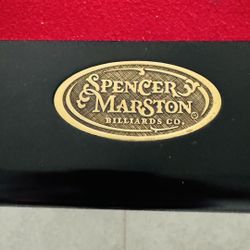 SPENCER
& MARSTON
BILLIARDS CO.